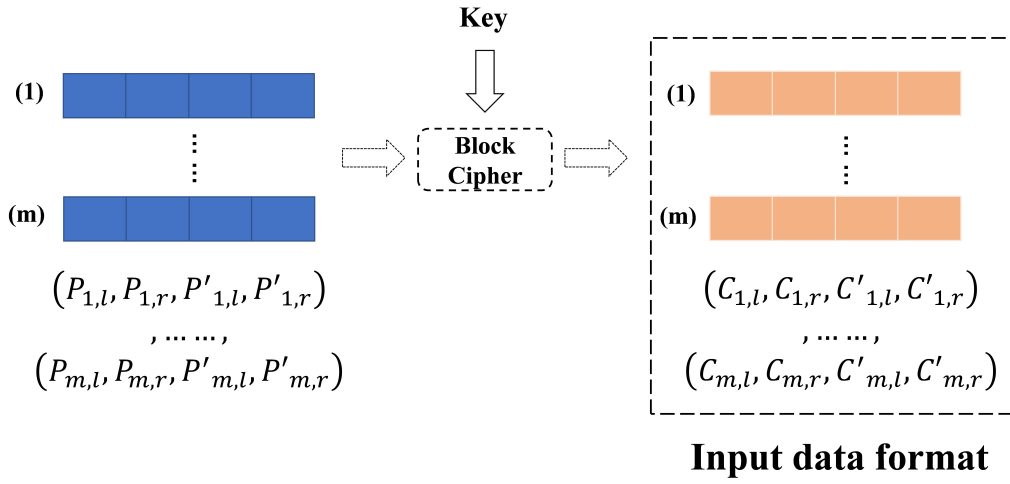 Key
(1)
(1)
Block
Cipher
(m)
(m)
(P₁,ₗ, P₁,ᵣ, P'₁,ₗ, P'₁,ᵣ)
, … …,
(Pₘ,ₗ, Pₘ,ᵣ, P'ₘ,ₗ, P'ₘ,ᵣ)
(C₁,ₗ, C₁,ᵣ, C'₁,ₗ, C'₁,ᵣ)
, … …,
(Cₘ,ₗ, Cₘ,ᵣ, C'ₘ,ₗ, C'ₘ,ᵣ)
Input data format